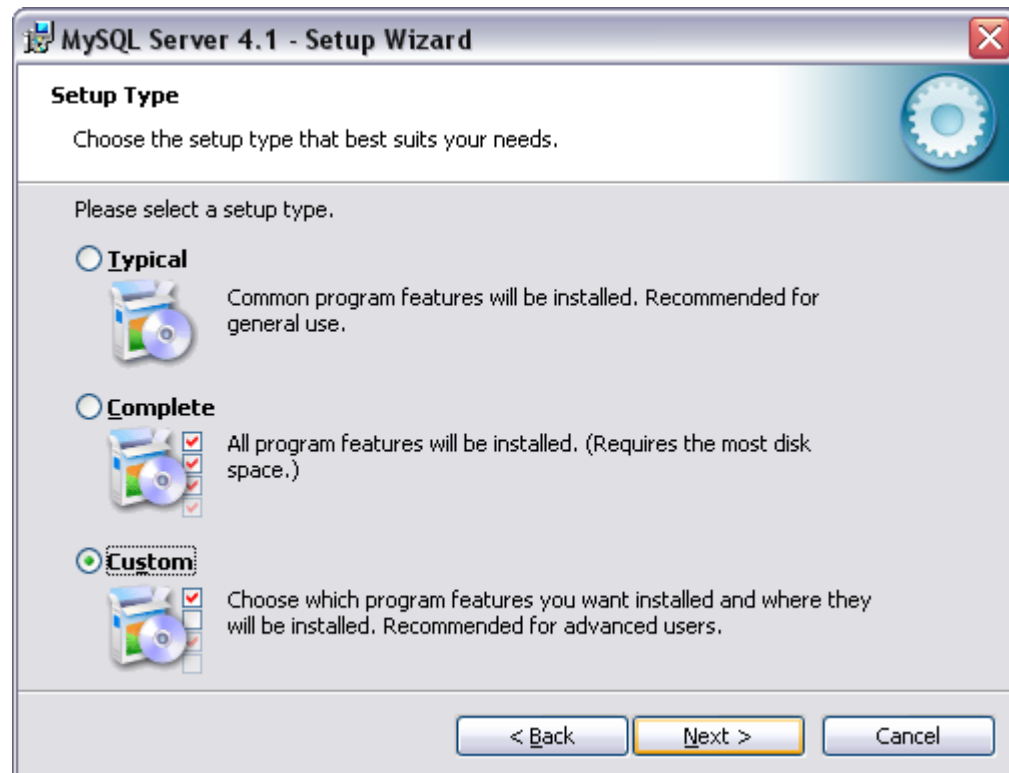 MySQL Server 4.1 - Setup Wizard
Setup Type
Choose the setup type that best suits your needs.
Please select a setup type.
Typical
Common program features will be installed. Recommended for
general use.
Complete
All program features will be installed. (Requires the most disk
space.)
Custom
Choose which program features you want installed and where they
will be installed. Recommended for advanced users.
< Back
Next >
Cancel